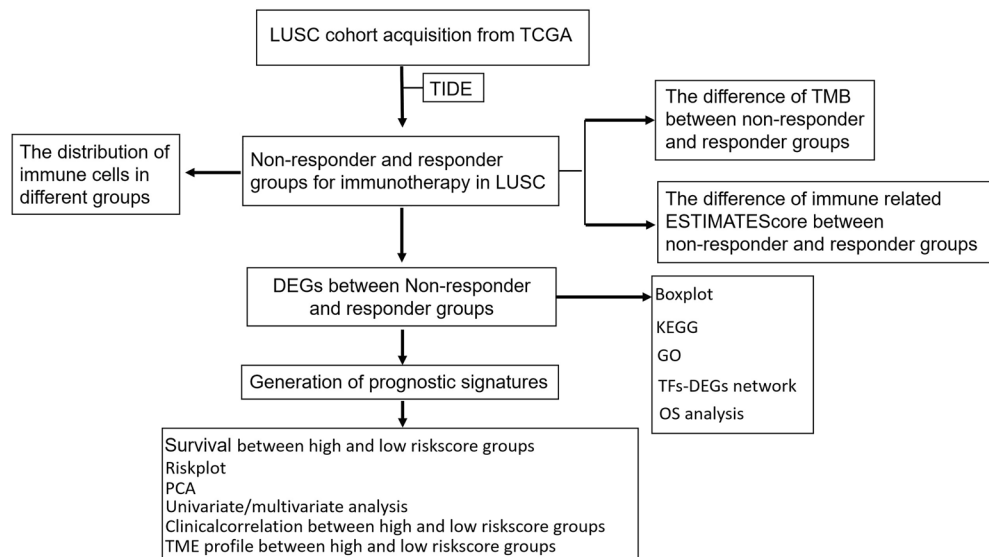 LUSC cohort acquisition from TCGA
TIDE
The difference of TMB
between non-responder
and responder groups
The distribution of
immune cells in
different groups
Non-responder and responder
groups for immunotherapy in LUSC
The difference of immune related
ESTIMATEScore between
non-responder and responder groups
DEGs between Non-responder
and responder groups
Boxplot
KEGG
GO
TFs-DEGs network
OS analysis
Generation of prognostic signatures
Survival between high and low riskscore groups
Riskplot
PCA
Univariate/multivariate analysis
Clinicalcorrelation between high and low riskscore groups
TME profile between high and low riskscore groups